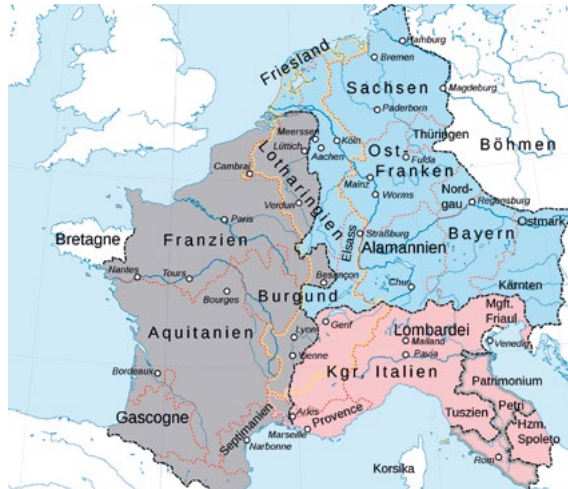 Hamburg
Friesland
Bremen
Sachsen
Magdeburg
Paderborn
Meerssen
Köln
Thüringen
Lüttich
Aachen
Ost-
Fulda
Böhmen
Cambrai
Lotharingien
Franken
Mainz
Nord-
gau
Worms
Regensburg
Verdun
Paris
Elsass
Straßburg
Ostmark
Bretagne
Franzien
Alamannien
Bayern
Nantes
Tours
Besançon
Chur
Kärnten
Bourges
Burgund
Mgft.
Friaul
Genf
Lombardei
Aquitanien
Lyon
Mailand
Venedig
Vienne
Pavia
Bordeaux
Kgr. Italien
Patrimonium
Petri
Gascogne
Septimanien
Arles
Provence
Tuszien
Hzm.
Spoleto
Marseille
Narbonne
Korsika
Rom